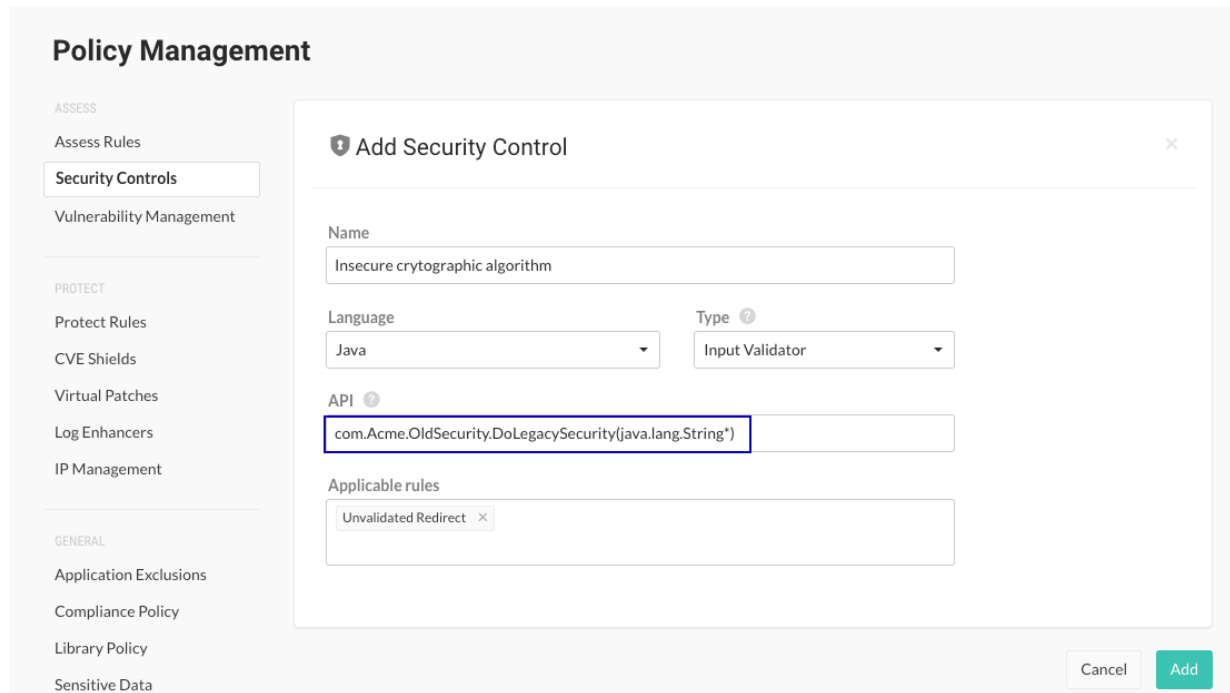 Policy Management
ASSESS
Assess Rules
Security Controls
Vulnerability Management
PROTECT
Protect Rules
CVE Shields
Virtual Patches
Log Enhancers
IP Management
GENERAL
Application Exclusions
Compliance Policy
Library Policy
Sensitive Data
Add Security Control
Name
Insecure crytographic algorithm
Language
Type ?
Java
Input Validator
API ?
com.Acme.OldSecurity.DoLegacySecurity(java.lang.String*)
Applicable rules
Unvalidated Redirect
Cancel
Add